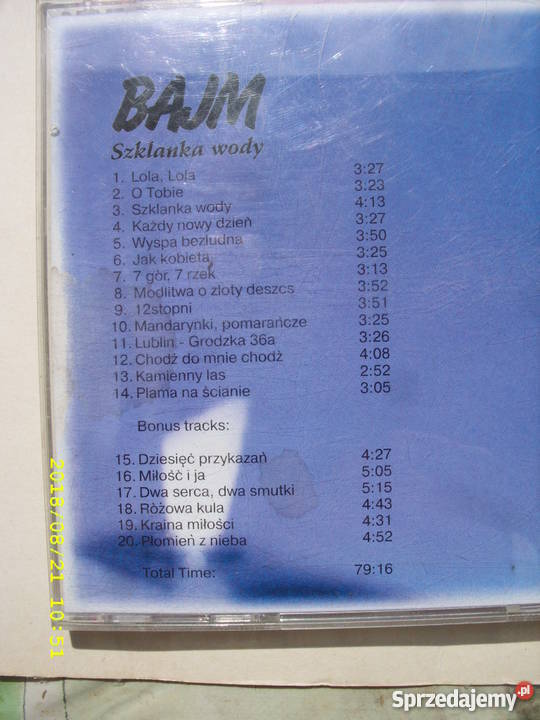 BAJM
Szklanka wody
1. Lola, Lola 3:27
2. O Tobie 3:23
3. Szklanka wody 4:13
4. Każdy nowy dzień 3:27
5. Wyspa bezludna 3:50
6. Jak kobieta 3:25
7. 7 gòr, 7 rzek 3:13
8. Modlitwa o zloty deszcs 3:52
9. 12stopni 3:51
10. Mandarynki, pomarańcze 3:25
11. Lublin - Grodzka 36a 3:26
12. Chodź do mnie chodź 4:08
13. Kamienny las 2:52
14. Plama na ścianie 3:05
Bonus tracks:
15. Dziesięć przykazań 4:27
16. Miłość i ja 5:05
17. Dwa serca, dwa smutki 5:15
18. Ròżowa kula 4:43
19. Kraina miłości 4:31
20. Płomień z nieba 4:52
Total Time: 79:16
2018/08/21 10:51
Sprzedajemy.pl